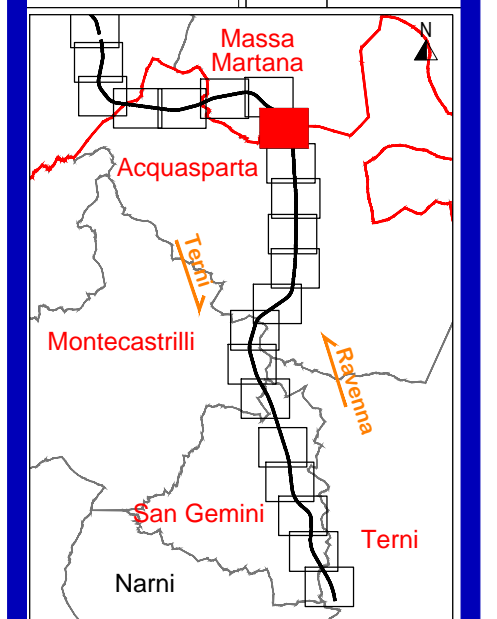 N
Massa
Martana
Acquasparta
Terni
Montecastrilli
Ravenna
San Gemini
Terni
Narni